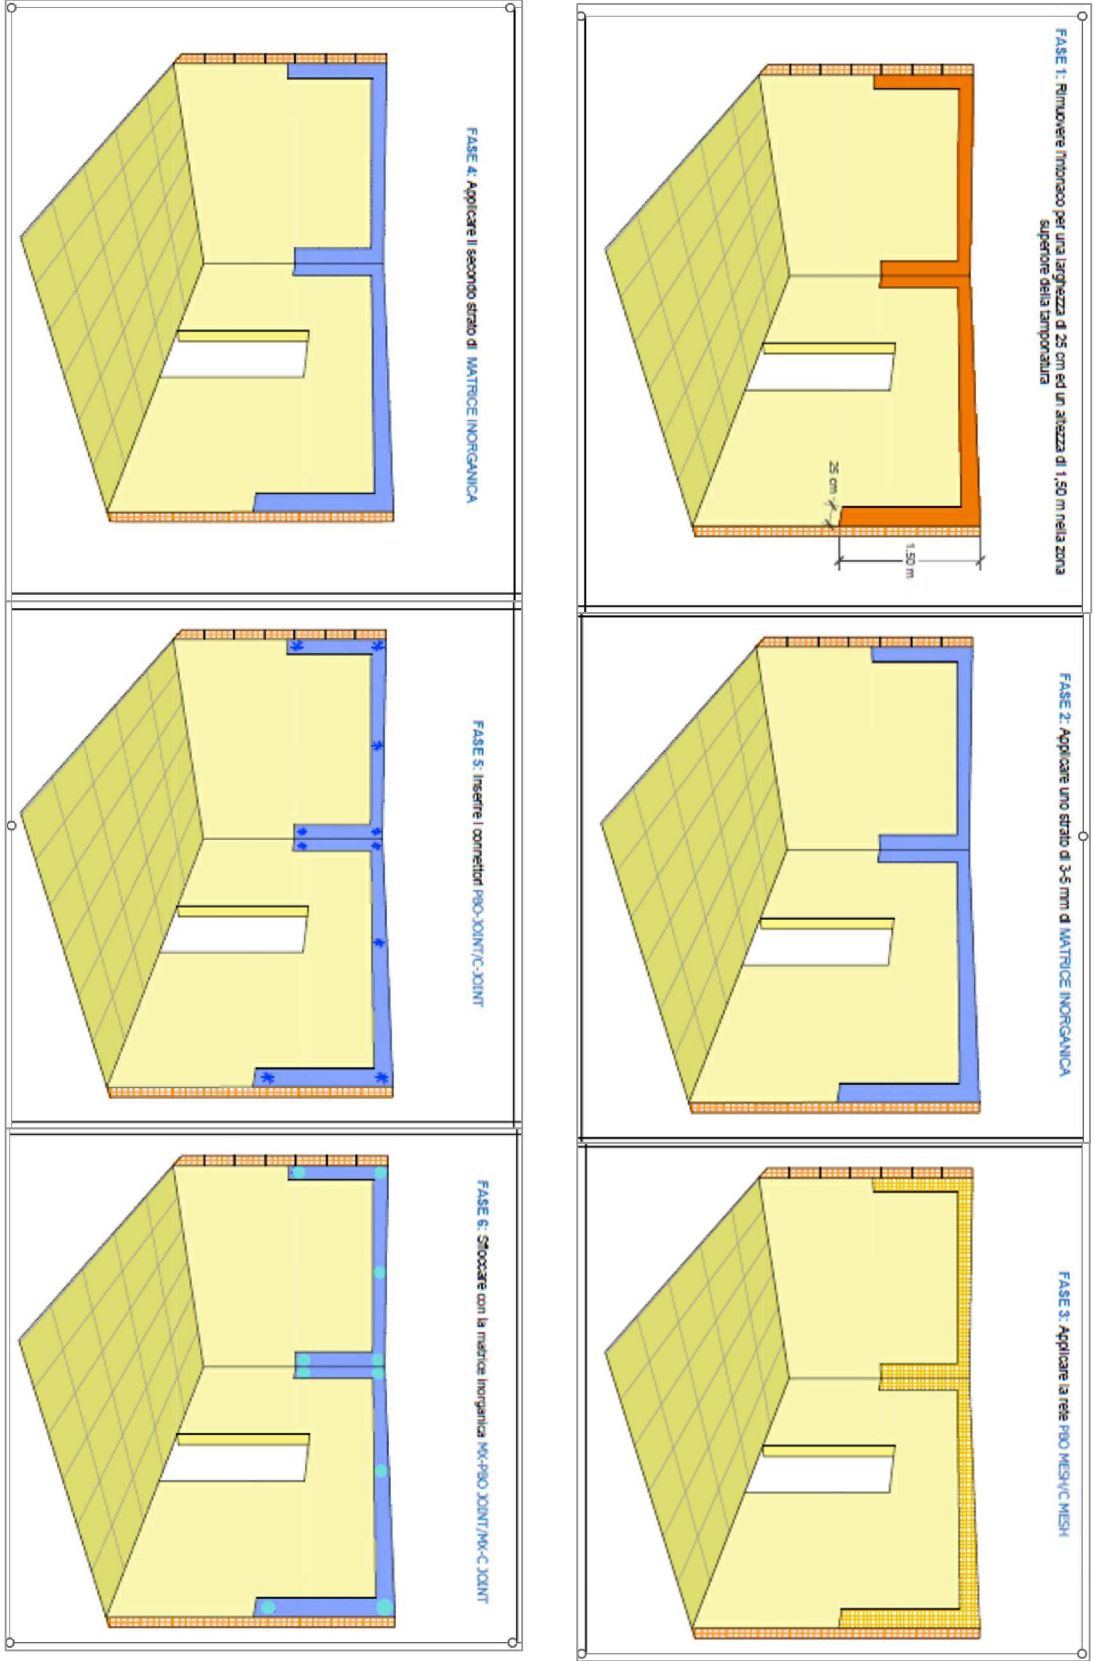 FASE 1: Rimuovere l'intonaco per una larghezza di 25 cm ed un altezza di 1,50 m nella zona
superiore della tamponatura
25 cm
1.50 m
FASE 2: Applicare uno strato di 3-5 mm di MATRICE INORGANICA
FASE 3: Applicare la rete PBO MESH/C MESH
FASE 4: Applicare il secondo strato di MATRICE INORGANICA
FASE 5: Inserire i connettori PBO-JOINT/C-JOINT
FASE 6: Sfioccare con la matrice inorganica MX-PBO JOINT/MX-C JOINT